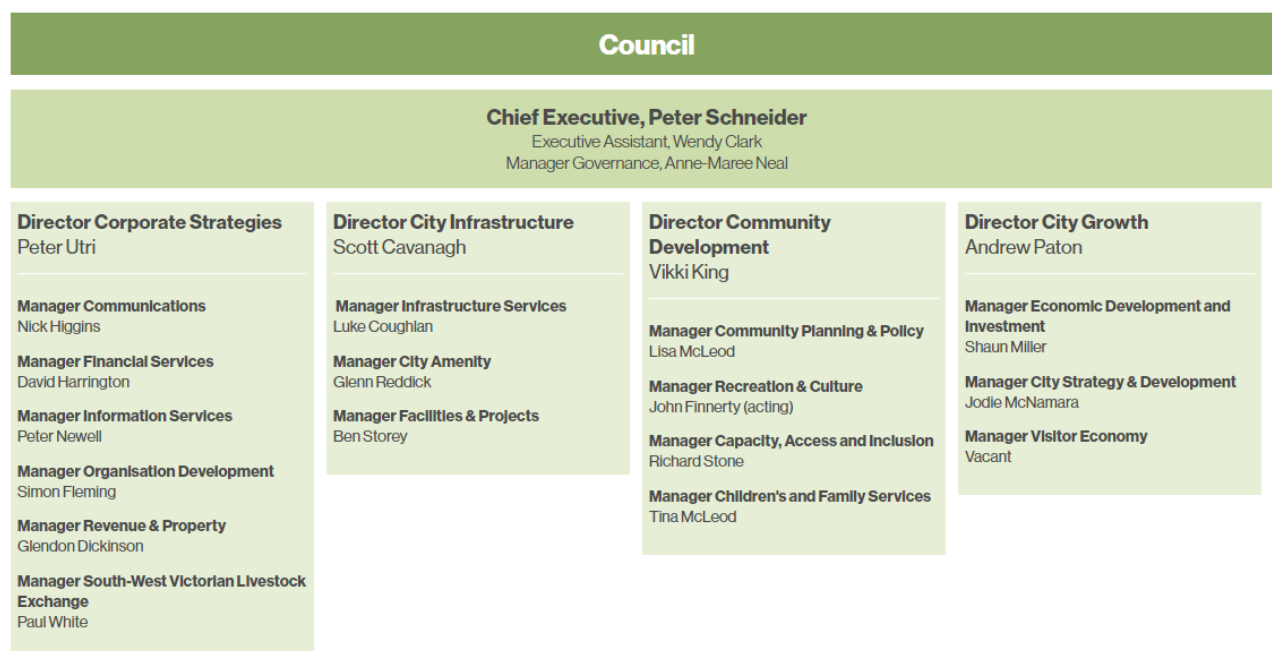 Council
Chief Executive, Peter Schneider
Executive Assistant, Wendy Clark
Manager Governance, Anne-Maree Neal
Director Corporate Strategies
Peter Utri
Manager Communications
Nick Higgins
Manager Financial Services
David Harrington
Manager Information Services
Peter Newell
Manager Organisation Development
Simon Fleming
Manager Revenue & Property
Glendon Dickinson
Manager South-West Victorian Livestock
Exchange
Paul White
Director City Infrastructure
Scott Cavanagh
Manager Infrastructure Services
Luke Coughlan
Manager City Amenity
Glenn Reddick
Manager Facilities & Projects
Ben Storey
Director Community
Development
Vikki King
Manager Community Planning & Policy
Lisa McLeod
Manager Recreation & Culture
John Finnerty (acting)
Manager Capacity, Access and Inclusion
Richard Stone
Manager Children's and Family Services
Tina McLeod
Director City Growth
Andrew Paton
Manager Economic Development and
Investment
Shaun Miller
Manager City Strategy & Development
Jodie McNamara
Manager Visitor Economy
Vacant